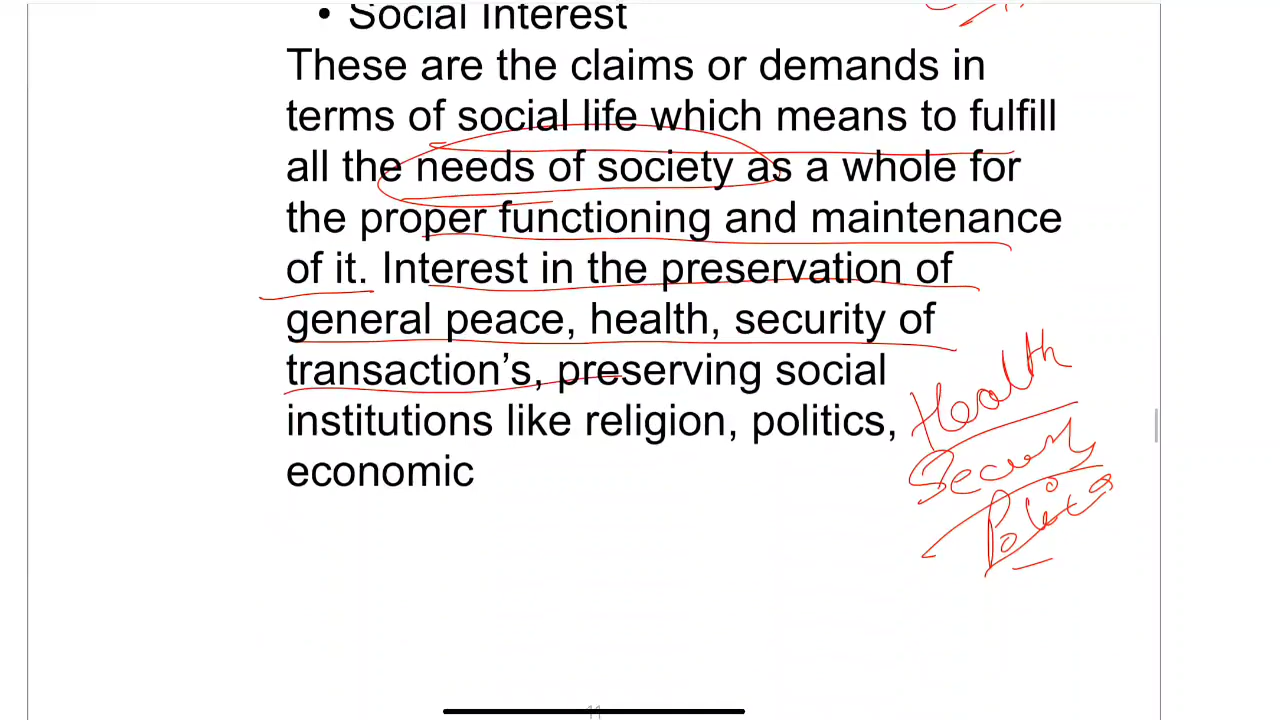 • Social Interest
These are the claims or demands in
terms of social life which means to fulfill
all the needs of society as a whole for
the proper functioning and maintenance
of it. Interest in the preservation of
general peace, health, security of
transaction’s, preserving social
institutions like religion, politics,
economic
Health
Security